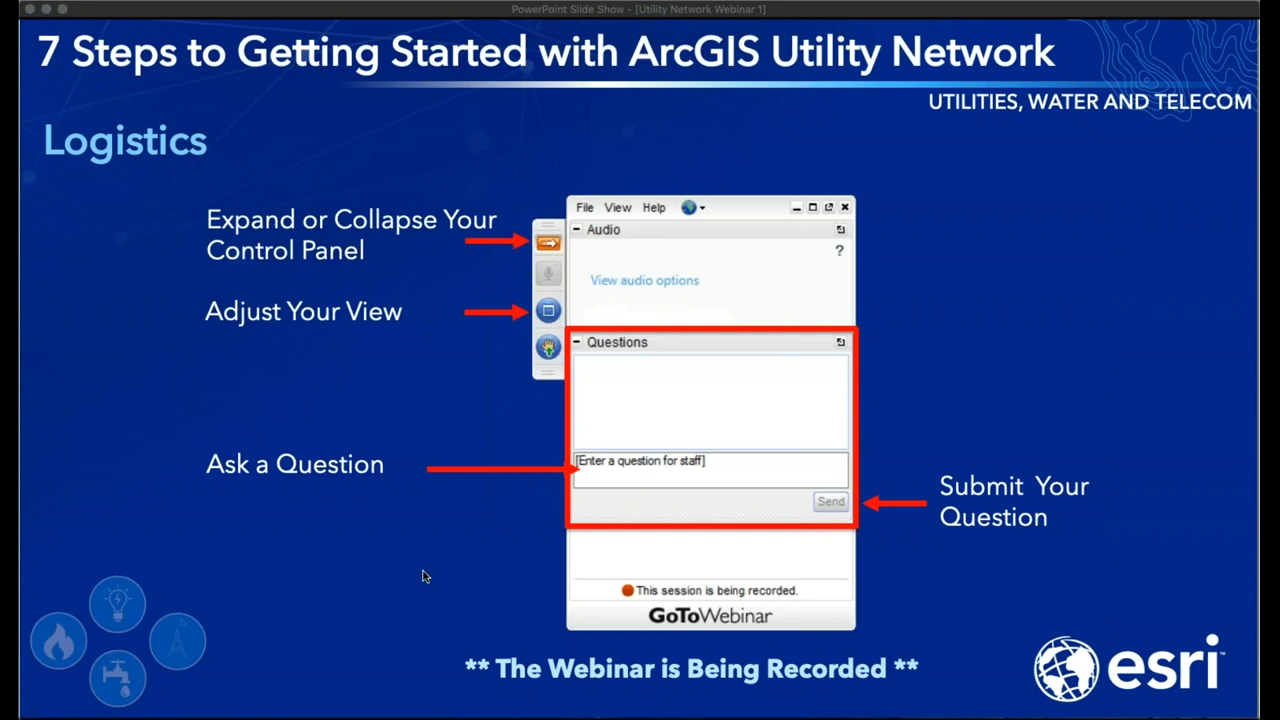 PowerPoint Slide Show - [Utility Network Webinar 1]
7 Steps to Getting Started with ArcGIS Utility Network
UTILITIES, WATER AND TELECOM
Logistics
Expand or Collapse Your
Control Panel
Adjust Your View
Ask a Question
File View Help
Audio
?
View audio options
Questions
[Enter a question for staff]
Send
Submit Your
Question
This session is being recorded.
GoToWebinar
** The Webinar is Being Recorded **
esri